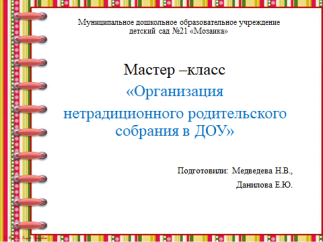 Муниципальное дошкольное образовательное учреждение
детский сад №21 «Мозаика»
Мастер –класс
«Организация
нетрадиционного родительского
собрания в ДОУ»
Подготовили: Медведева Н.В.,
Данилова Е.Ю.